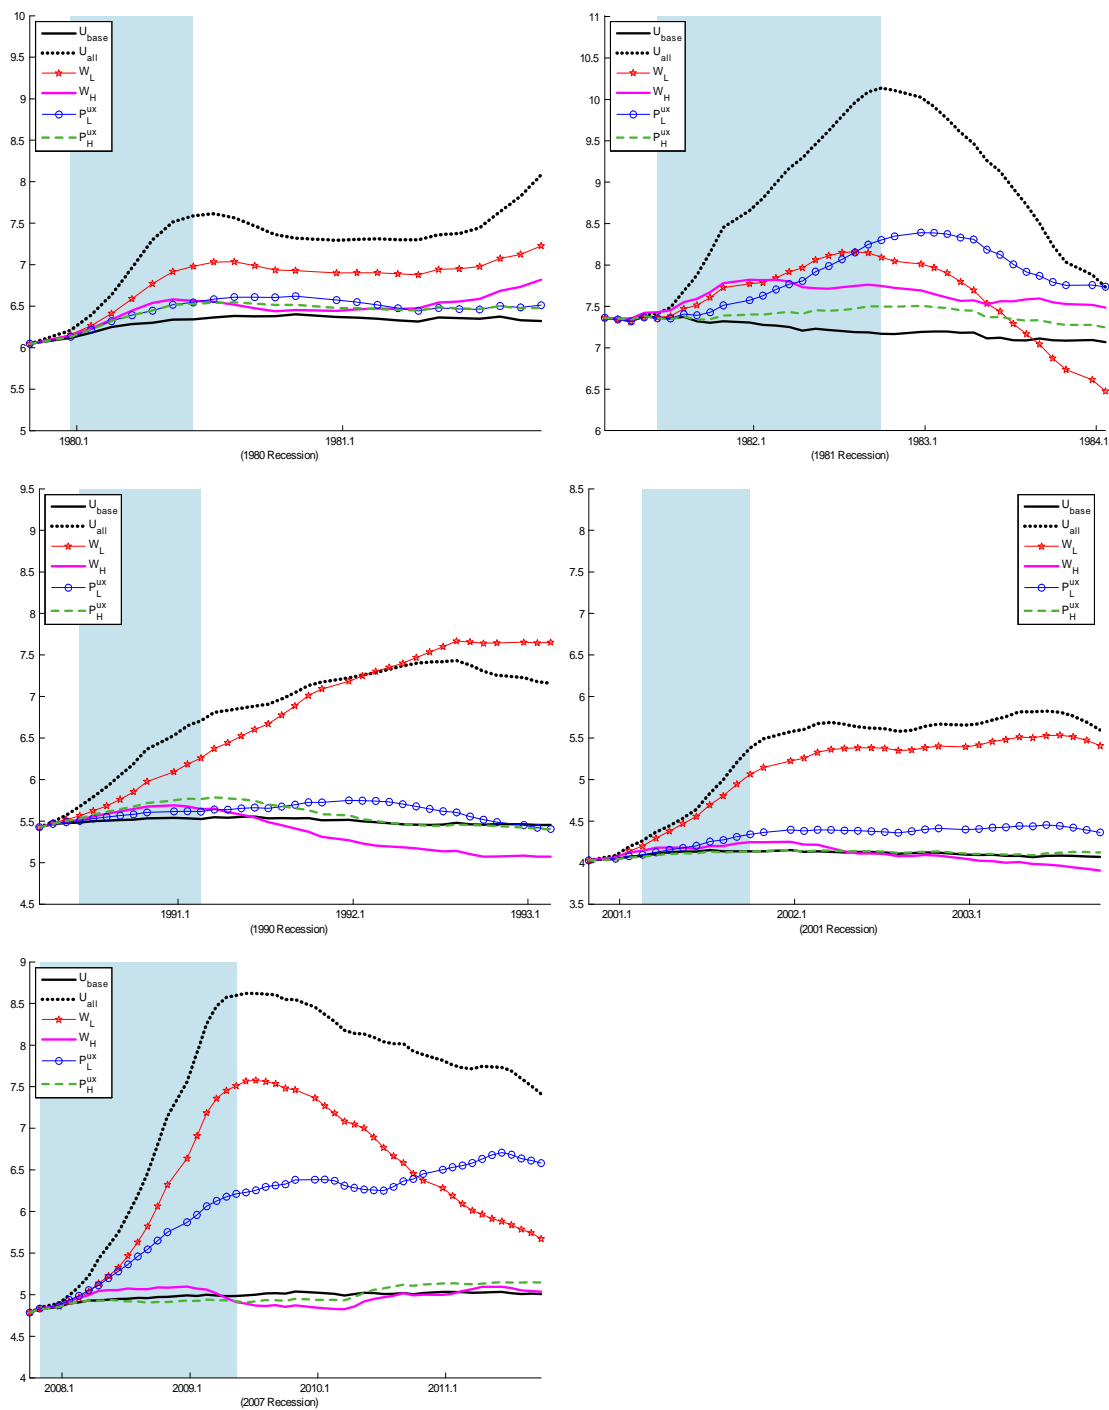 10
9.5
9
8.5
8
7.5
7
6.5
6
5.5
5
U_base
U_all
W_L
W_H
P_L^ux
P_H^ux
1980.1 1981.1
(1980 Recession)
11
10.5
10
9.5
9
8.5
8
7.5
7
6.5
6
U_base
U_all
W_L
W_H
P_L^ux
P_H^ux
1982.1 1983.1 1984.1
(1981 Recession)
9.5
9
8.5
8
7.5
7
6.5
6
5.5
5
4.5
U_base
U_all
W_L
W_H
P_L^ux
P_H^ux
1991.1 1992.1 1993.1
(1990 Recession)
8.5
8
7.5
7
6.5
6
5.5
5
4.5
4
3.5
U_base
U_all
W_L
W_H
P_L^ux
P_H^ux
2001.1 2002.1 2003.1
(2001 Recession)
9
8.5
8
7.5
7
6.5
6
5.5
5
4.5
4
U_base
U_all
W_L
W_H
P_L^ux
P_H^ux
2008.1 2009.1 2010.1 2011.1
(2007 Recession)